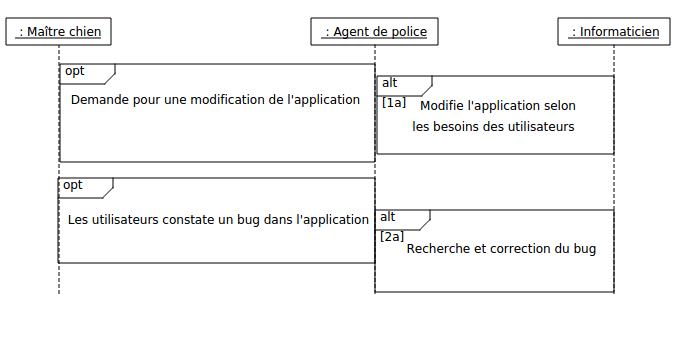 : Maître chien
: Agent de police
: Informaticien
opt
Demande pour une modification de l'application
alt
[1a]
Modifie l'application selon
les besoins des utilisateurs
opt
Les utilisateurs constate un bug dans l'application
alt
[2a]
Recherche et correction du bug